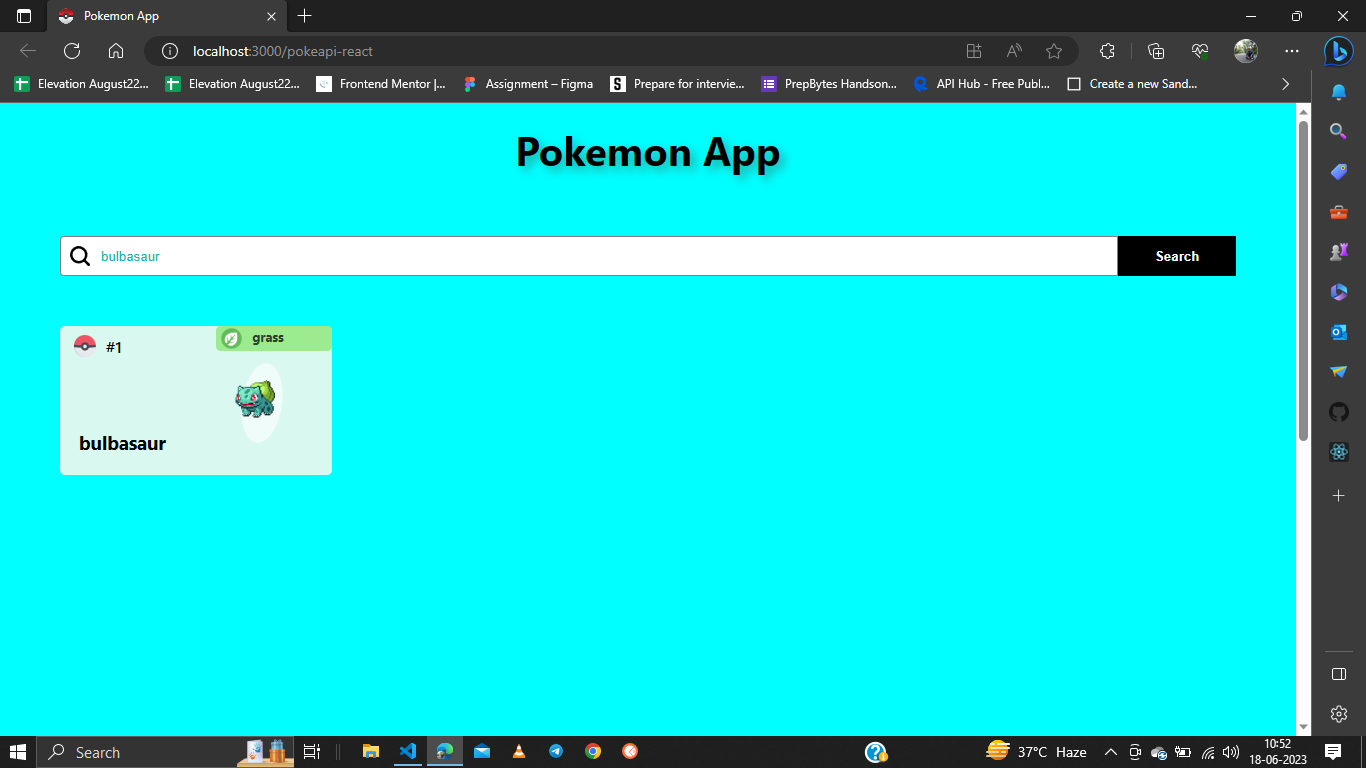 Pokemon App
localhost:3000/pokeapi-react
Elevation August22... Elevation August22... Frontend Mentor |... Assignment – Figma Prepare for intervie... PrepBytes Handson... API Hub - Free Publ... Create a new Sand...
Pokemon App
bulbasaur Search
#1 grass
bulbasaur
Search 37°C Haze 10:52
18-06-2023